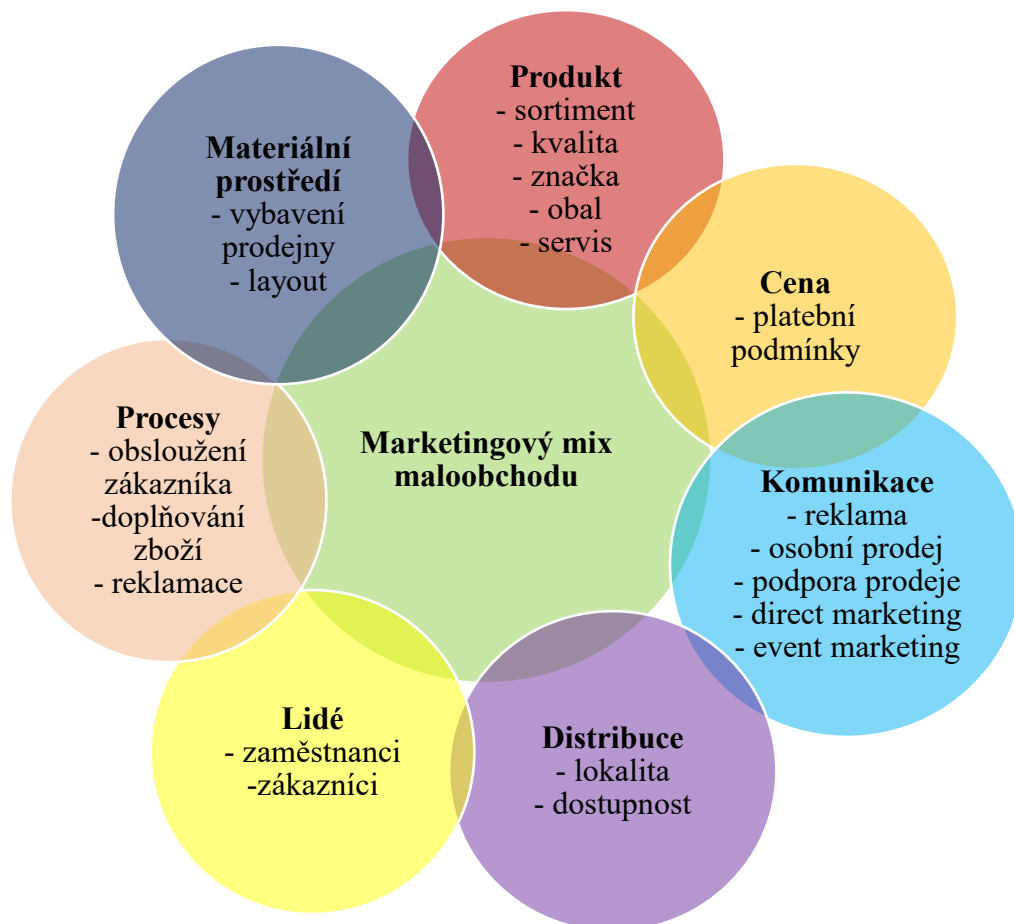 Produkt
- sortiment
- kvalita
- značka
- obal
- servis
Cena
- platební
podmínky
Komunikace
- reklama
- osobní prodej
- podpora prodeje
- direct marketing
- event marketing
Distribuce
- lokalita
- dostupnost
Lidé
- zaměstnanci
-zákazníci
Procesy
- obsloužení
zákazníka
-doplňování
zboží
- reklamace
Materiální
prostředí
- vybavení
prodejny
- layout
Marketingový mix
maloobchodu